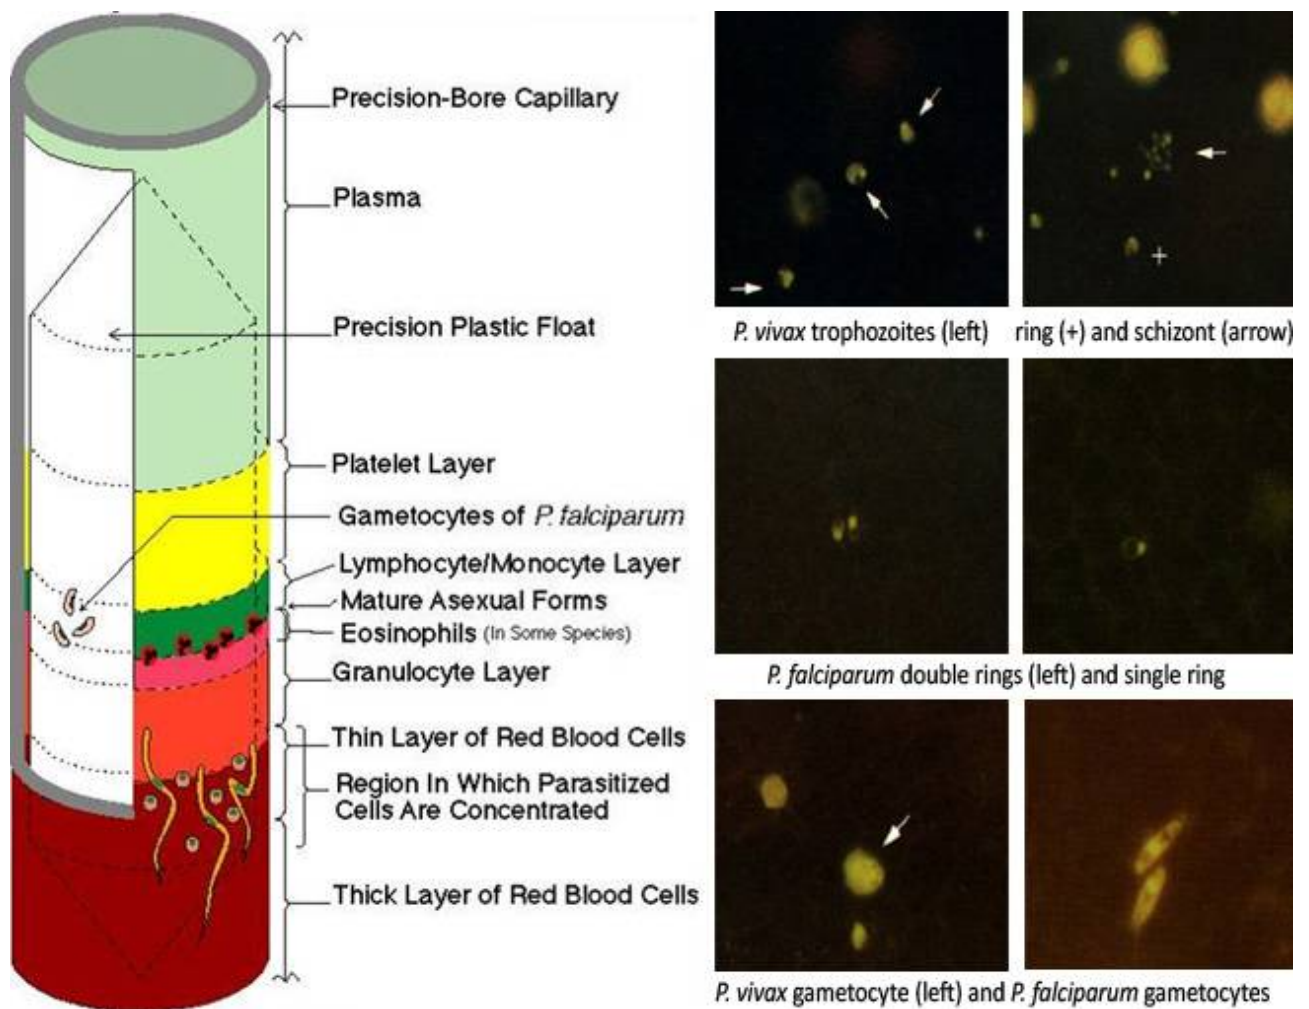 Precision-Bore Capillary
Plasma
Precision Plastic Float
Platelet Layer
Gametocytes of P. falciparum
Lymphocyte/Monocyte Layer
Mature Asexual Forms
Eosinophils (In Some Species)
Granulocyte Layer
Thin Layer of Red Blood Cells
Region In Which Parasitized
Cells Are Concentrated
Thick Layer of Red Blood Cells
P. vivax trophozoites (left)
ring (+) and schizont (arrow)
P. falciparum double rings (left) and single ring
P. vivax gametocyte (left) and P. falciparum gametocytes